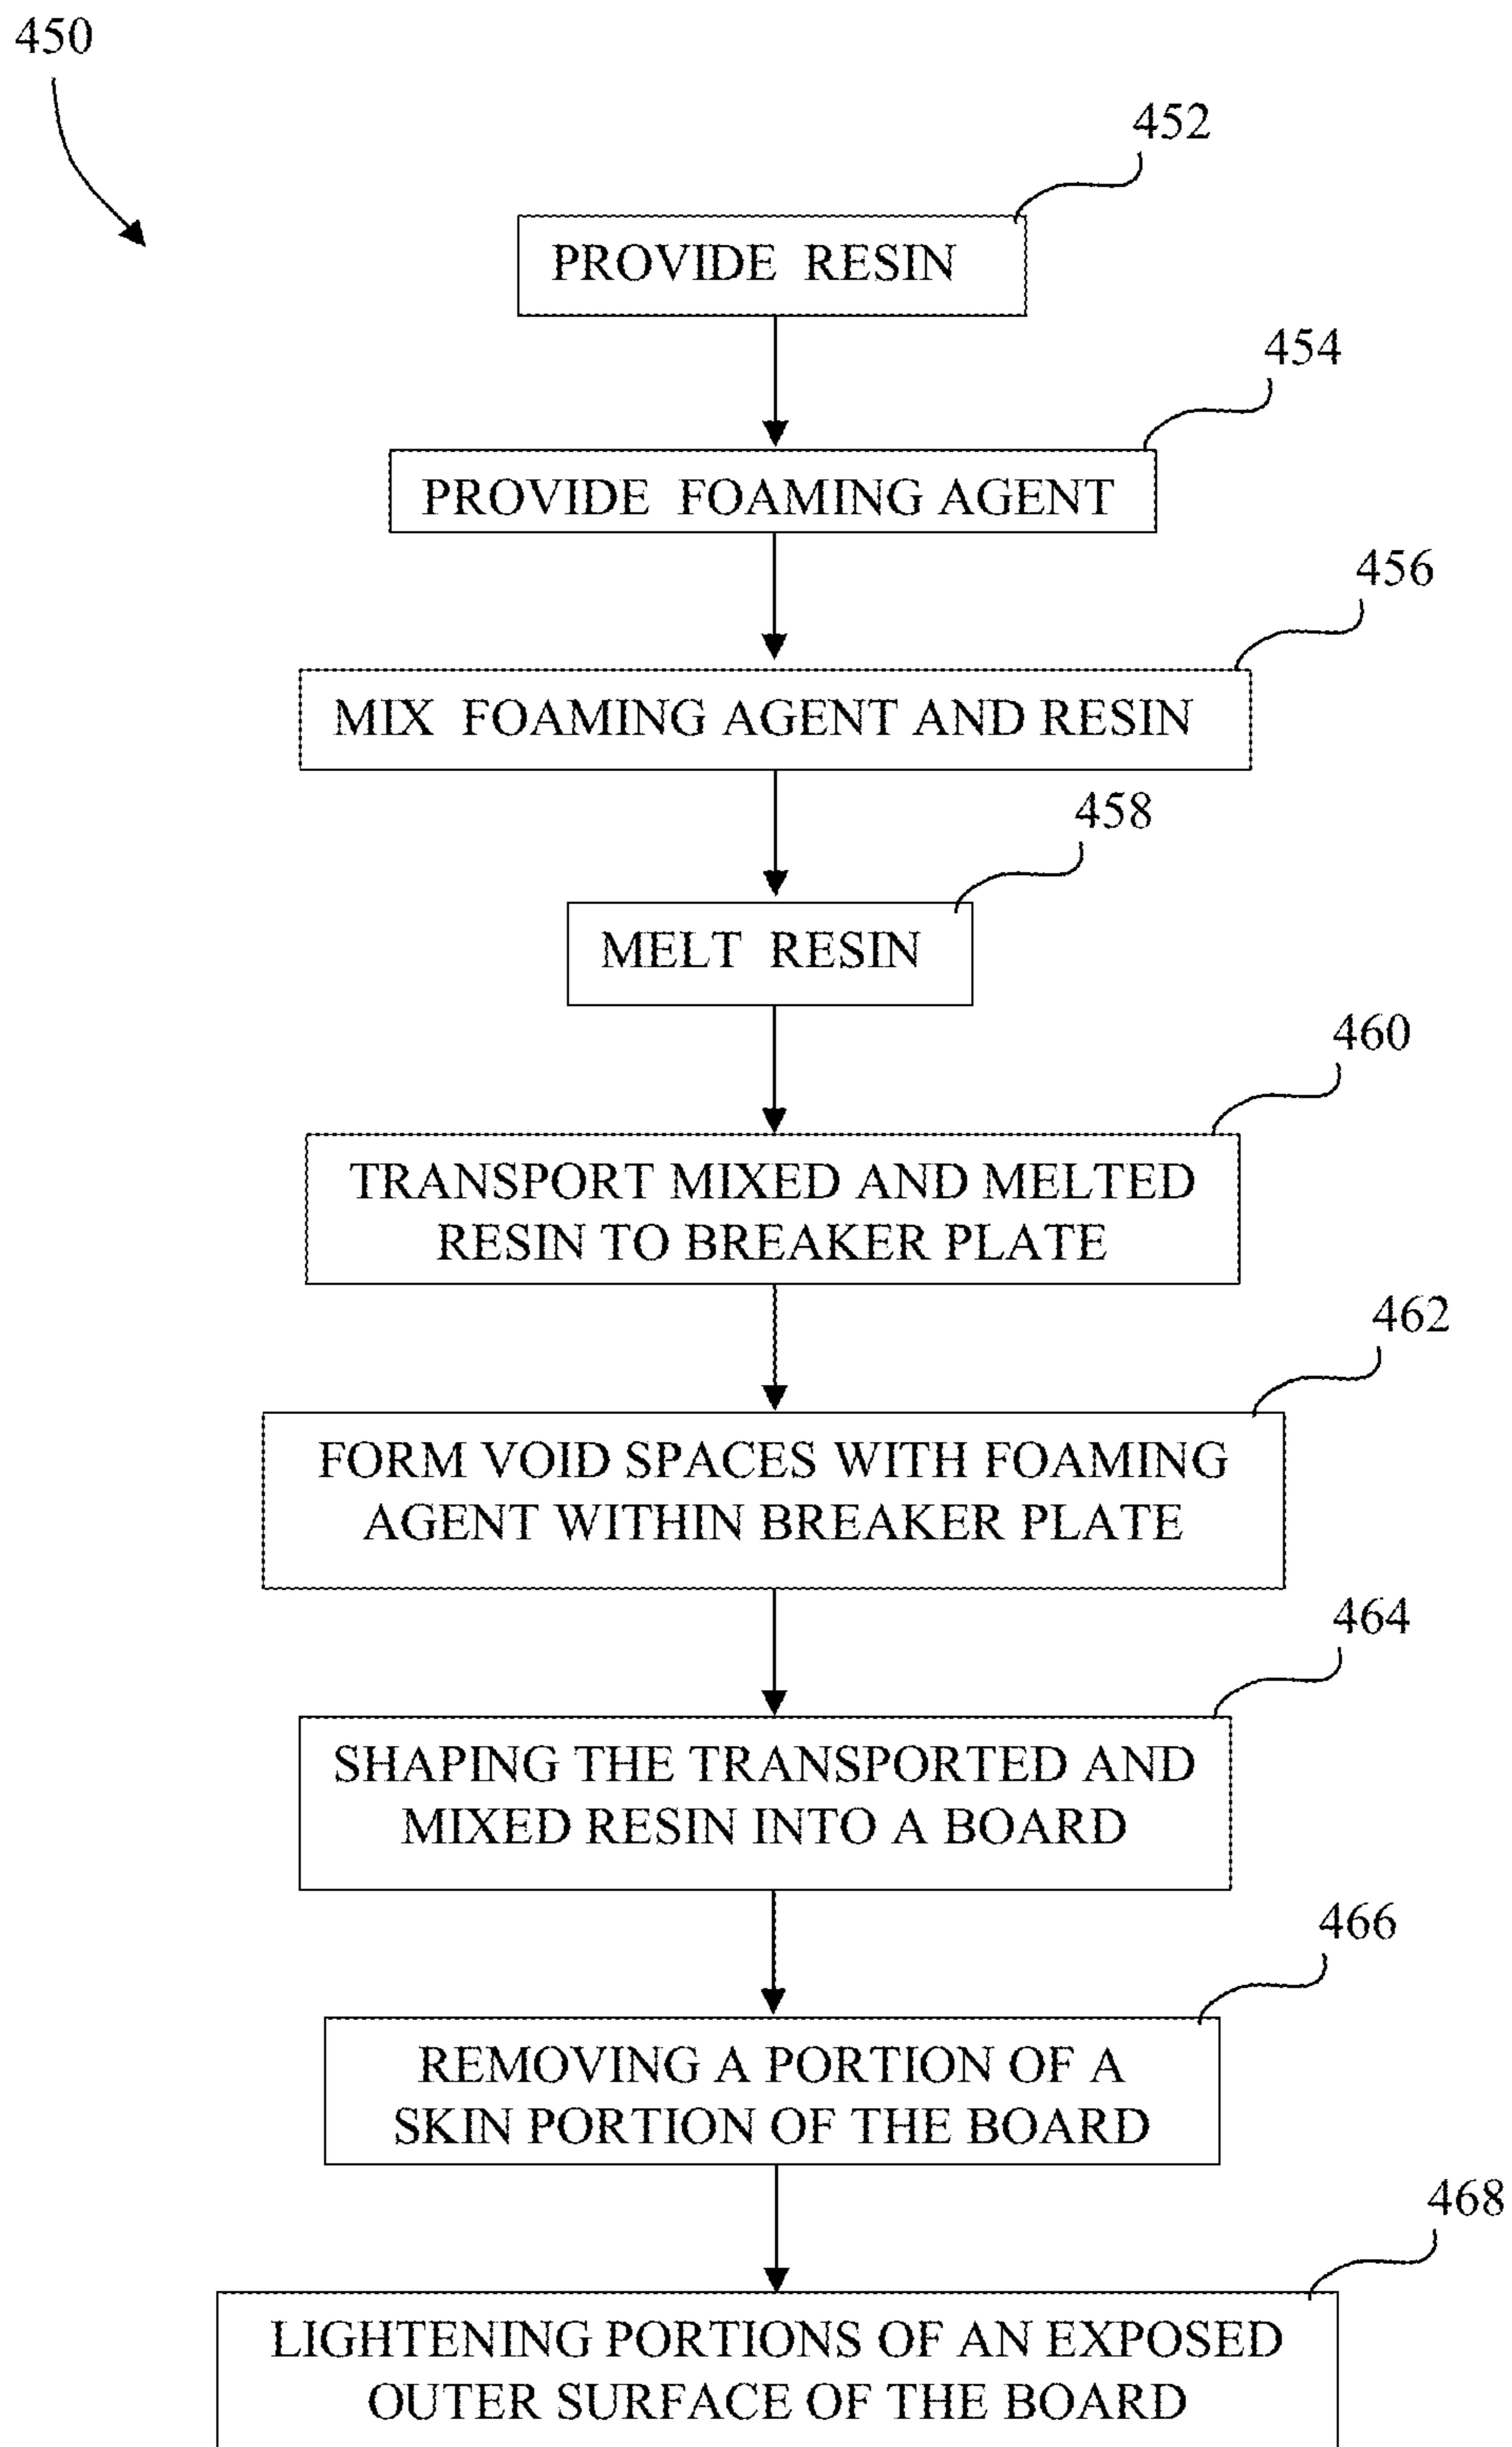 450
452
PROVIDE RESIN
454
PROVIDE FOAMING AGENT
456
MIX FOAMING AGENT AND RESIN
458
MELT RESIN
460
TRANSPORT MIXED AND MELTED
RESIN TO BREAKER PLATE
462
FORM VOID SPACES WITH FOAMING
AGENT WITHIN BREAKER PLATE
464
SHAPING THE TRANSPORTED AND
MIXED RESIN INTO A BOARD
466
REMOVING A PORTION OF A
SKIN PORTION OF THE BOARD
468
LIGHTENING PORTIONS OF AN EXPOSED
OUTER SURFACE OF THE BOARD